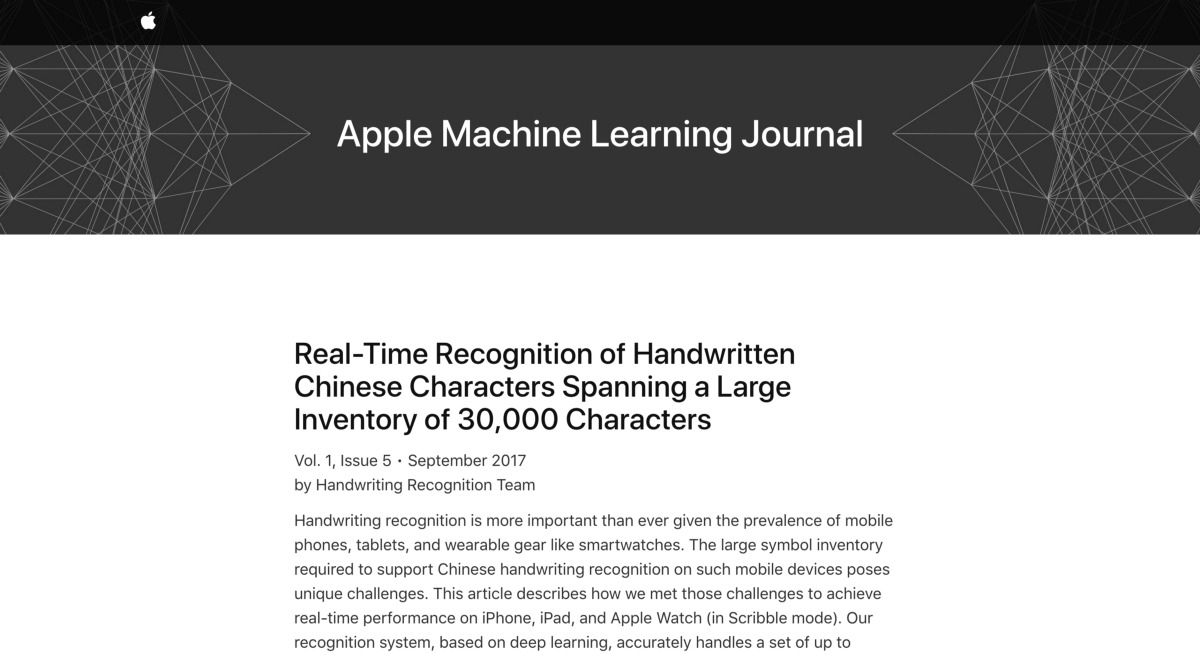 Apple Machine Learning Journal
Real-Time Recognition of Handwritten
Chinese Characters Spanning a Large
Inventory of 30,000 Characters
Vol. 1, Issue 5 • September 2017
by Handwriting Recognition Team
Handwriting recognition is more important than ever given the prevalence of mobile
phones, tablets, and wearable gear like smartwatches. The large symbol inventory
required to support Chinese handwriting recognition on such mobile devices poses
unique challenges. This article describes how we met those challenges to achieve
real-time performance on iPhone, iPad, and Apple Watch (in Scribble mode). Our
recognition system, based on deep learning, accurately handles a set of up to